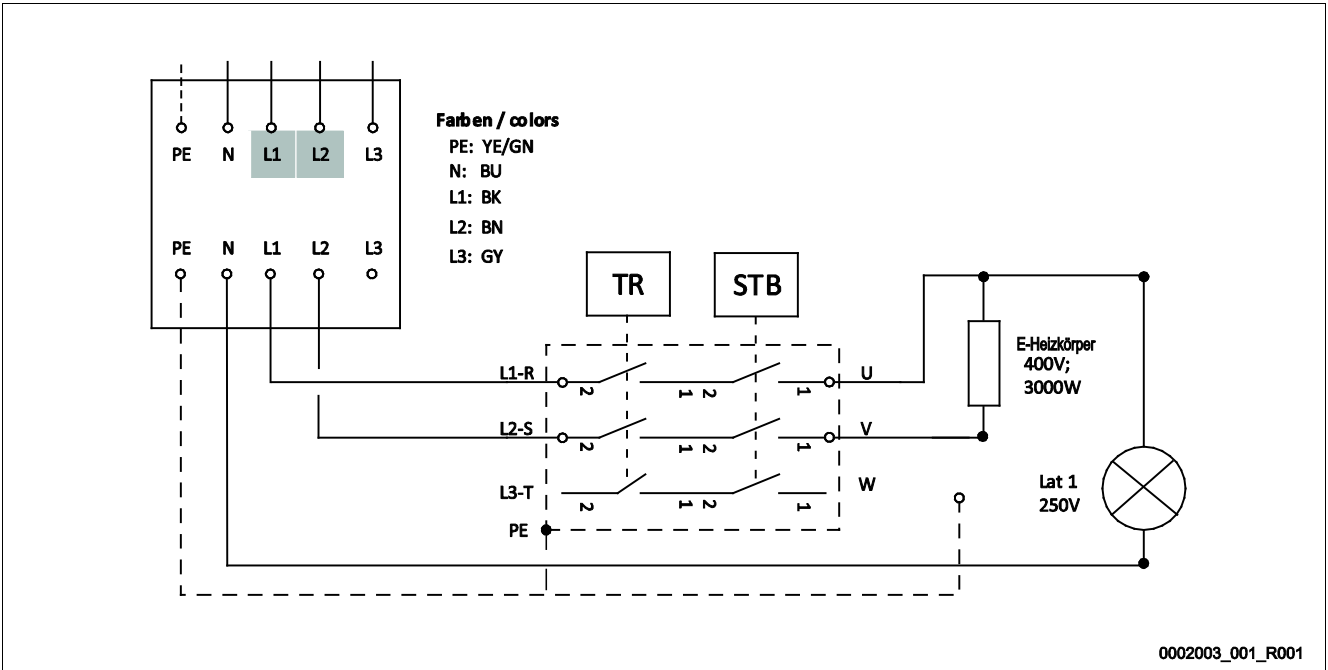 PE N L1 L2 L3
PE N L1 L2 L3
Farben / colors
PE: YE/GN
N: BU
L1: BK
L2: BN
L3: GY
TR
STB
L1-R 2 1 2 1 U
L2-S 2 1 2 1 V
L3-T 2 1 2 1 W
PE
E-Heizkörper
400V;
3000W
Lat 1
250V
0002003_001_R001